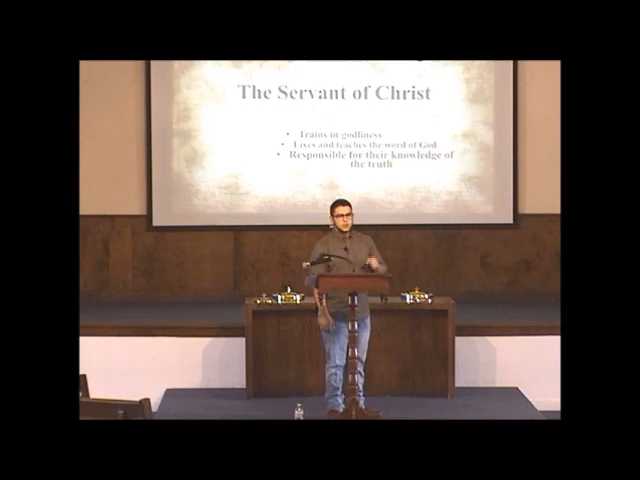 The Servant of Christ
• Trains in godliness
• Lives and teaches the word of God
• Responsible for their knowledge of
the truth